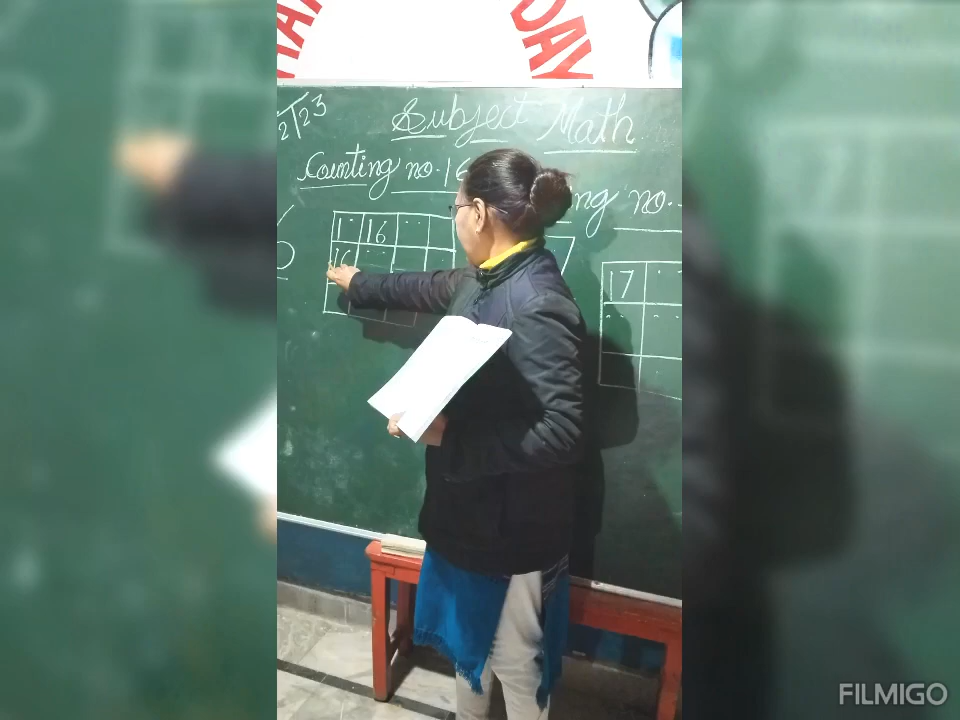 DAY
2/23
Subject Math
Counting no. 16
ng no.
1 16
16
17
FILMIGO